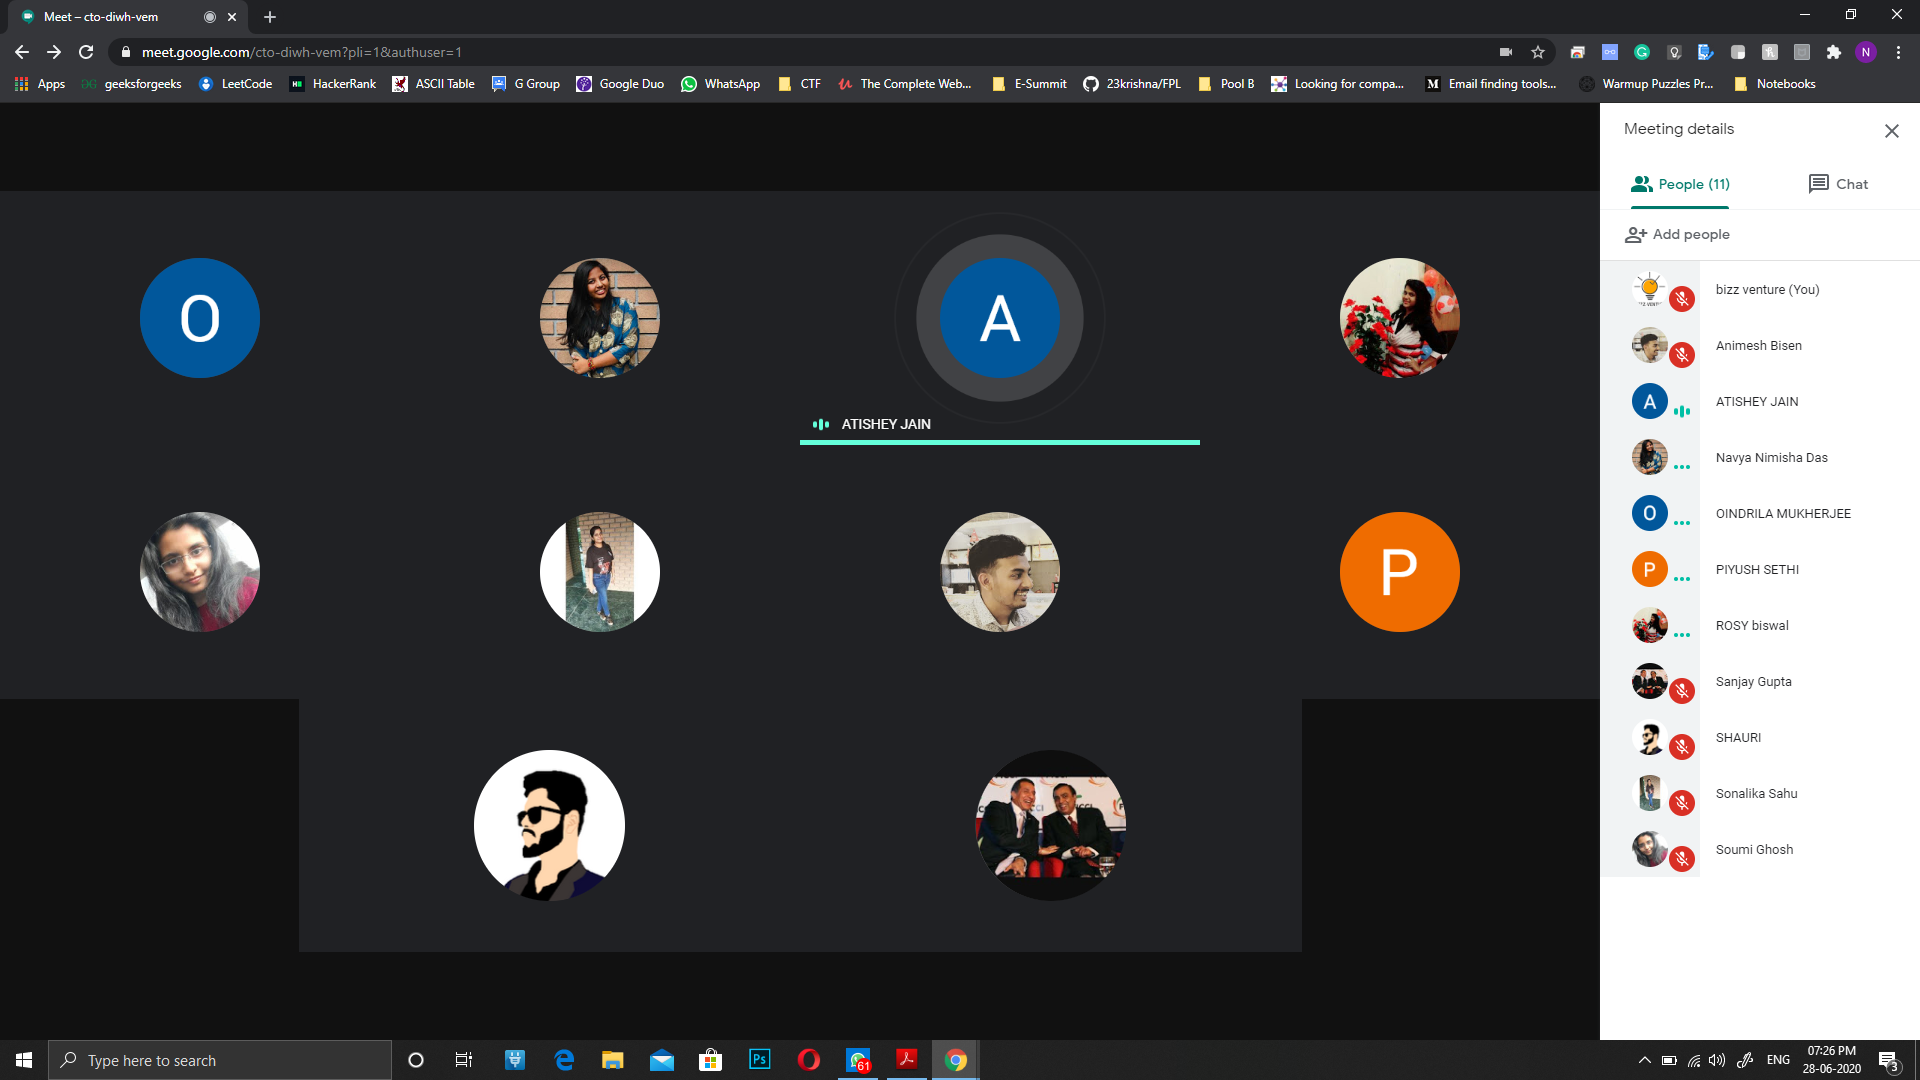 Meet – cto-diwh-vem
meet.google.com/cto-diwh-vem?pli=1&authuser=1
N
Apps
geeksforgeeks
LeetCode
HackerRank
ASCII Table
G Group
Google Duo
WhatsApp
CTF
The Complete Web...
E-Summit
23krishna/FPL
Pool B
Looking for compa...
M
Email finding tools...
Warmup Puzzles Pr...
Notebooks
Meeting details
People (11)
Chat
Add people
O
A
ATISHEY JAIN
P
bizz venture (You)
Animesh Bisen
A
ATISHEY JAIN
Navya Nimisha Das
O
OINDRILA MUKHERJEE
P
PIYUSH SETHI
ROSY biswal
Sanjay Gupta
SHAURI
Sonalika Sahu
Soumi Ghosh
Type here to search
Ps
61
ENG
07:26 PM
28-06-2020
3